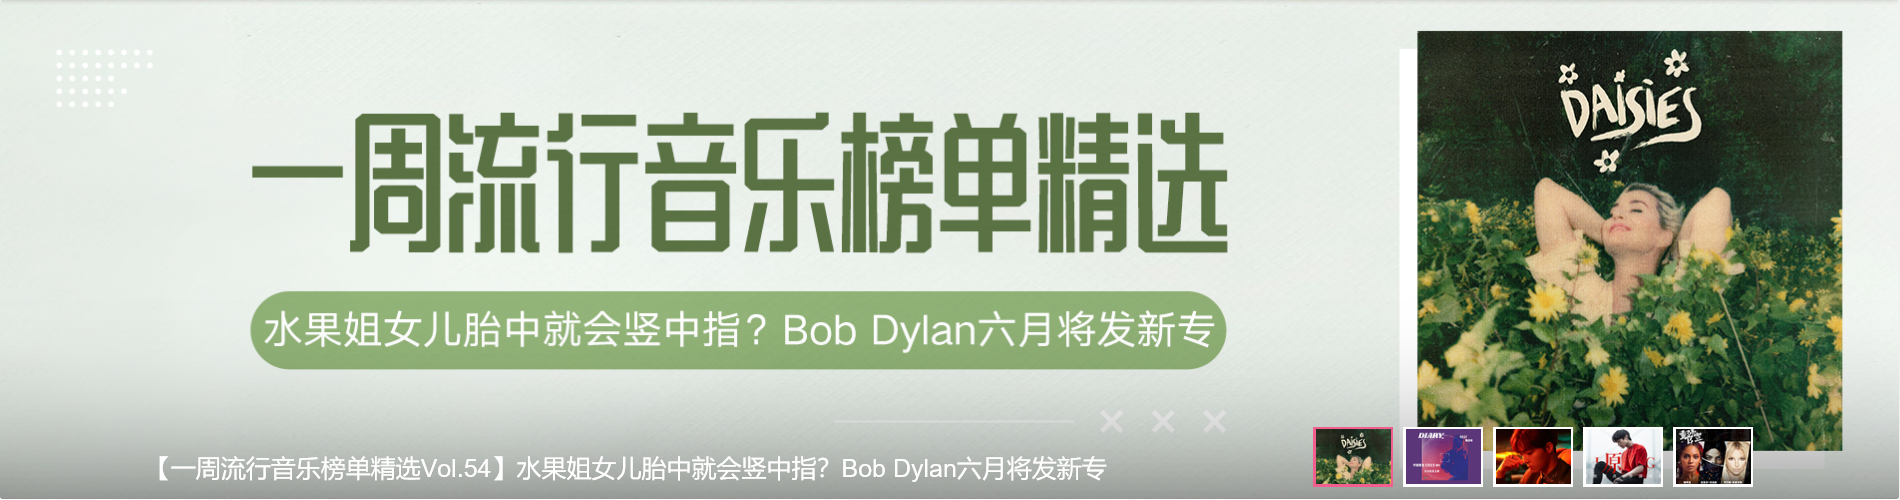 一周流行音乐榜单精选
水果姐女儿胎中就会竖中指？Bob Dylan六月将发新专
DAISIES
【一周流行音乐榜单精选Vol.54】水果姐女儿胎中就会竖中指？Bob Dylan六月将发新专
DAISIES
DIARY
原